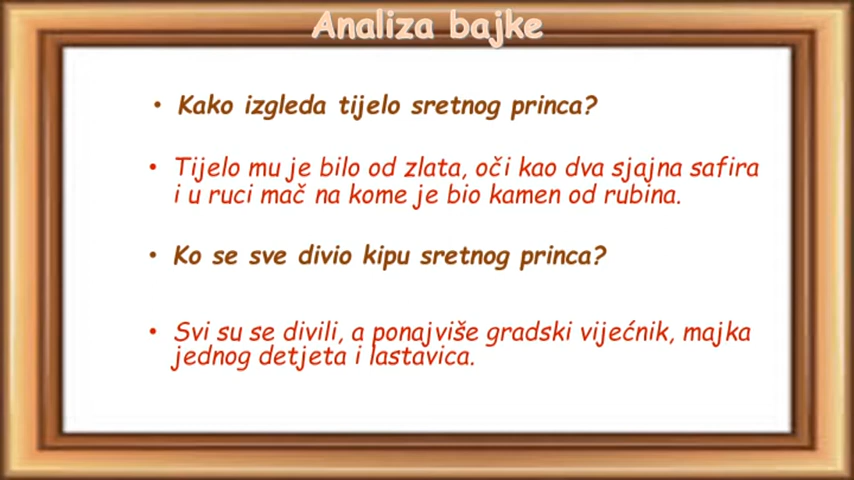 Analiza bajke
• Kako izgleda tijelo sretnog princa?
• Tijelo mu je bilo od zlata, oči kao dva sjajna safira
i u ruci mač na kome je bio kamen od rubina.
• Ko se sve divio kipu sretnog princa?
• Svi su se divili, a ponajviše gradski vijećnik, majka
jednog detjeta i lastavica.